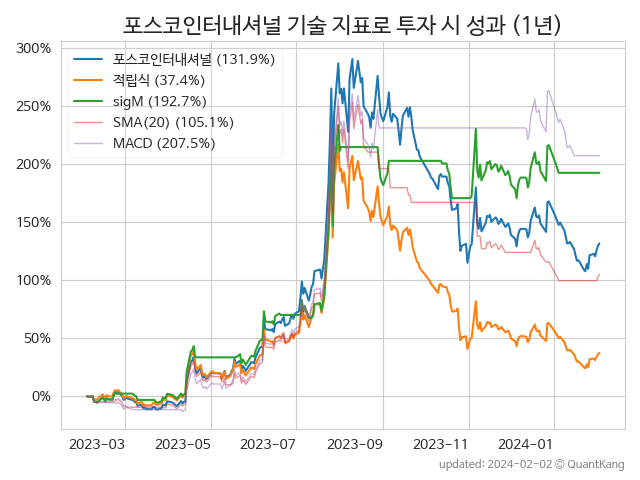 포스코인터내셔널 기술 지표로 투자 시 성과 (1년)
300%
250%
200%
150%
100%
50%
0%
포스코인터내셔널 (131.9%)
적립식 (37.4%)
sigM (192.7%)
SMA(20) (105.1%)
MACD (207.5%)
2023-03
2023-05
2023-07
2023-09
2023-11
2024-01
updated: 2024-02-02 © QuantKang